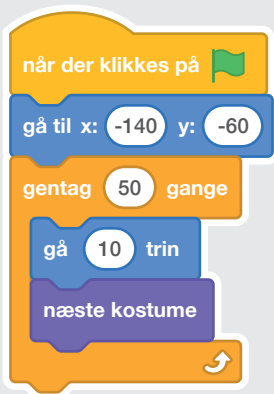 når der klikkes på
gå til x: -140 y: -60
gentag 50 gange
gå 10 trin
næste kostume